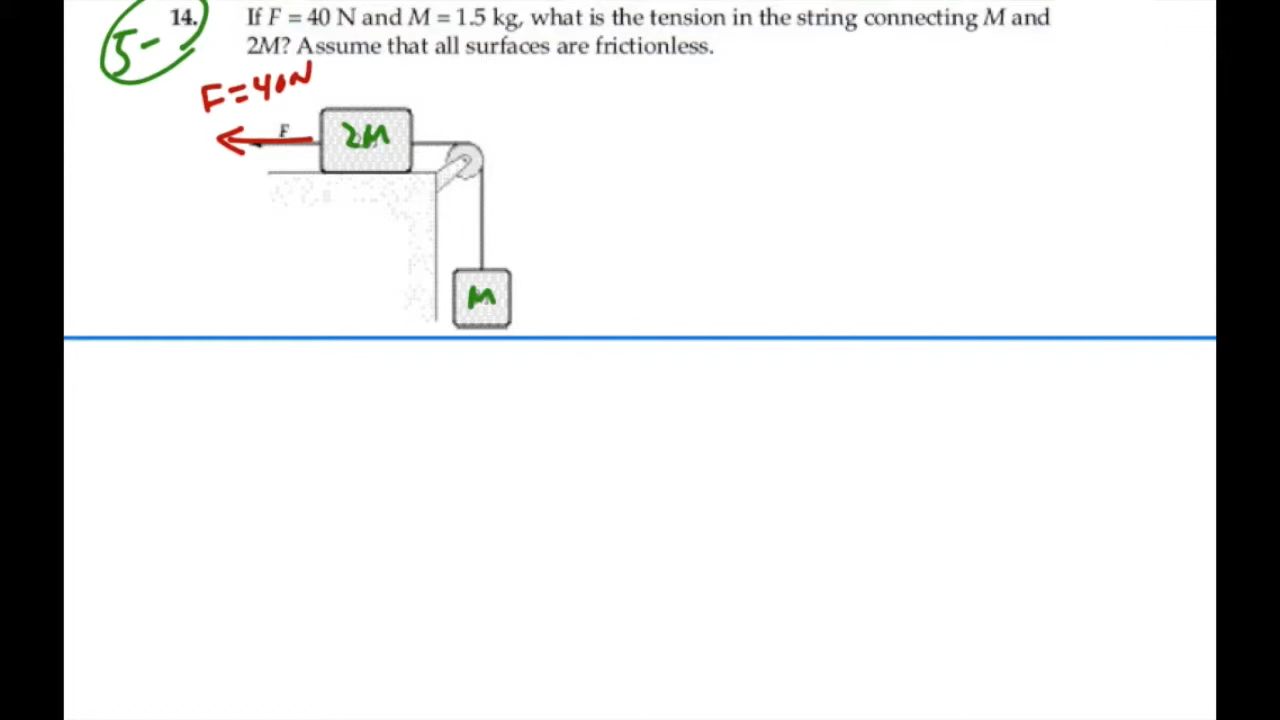 14. If F = 40 N and M = 1.5 kg, what is the tension in the string connecting M and
2M? Assume that all surfaces are frictionless.
5-
F=40N
F
2M
M